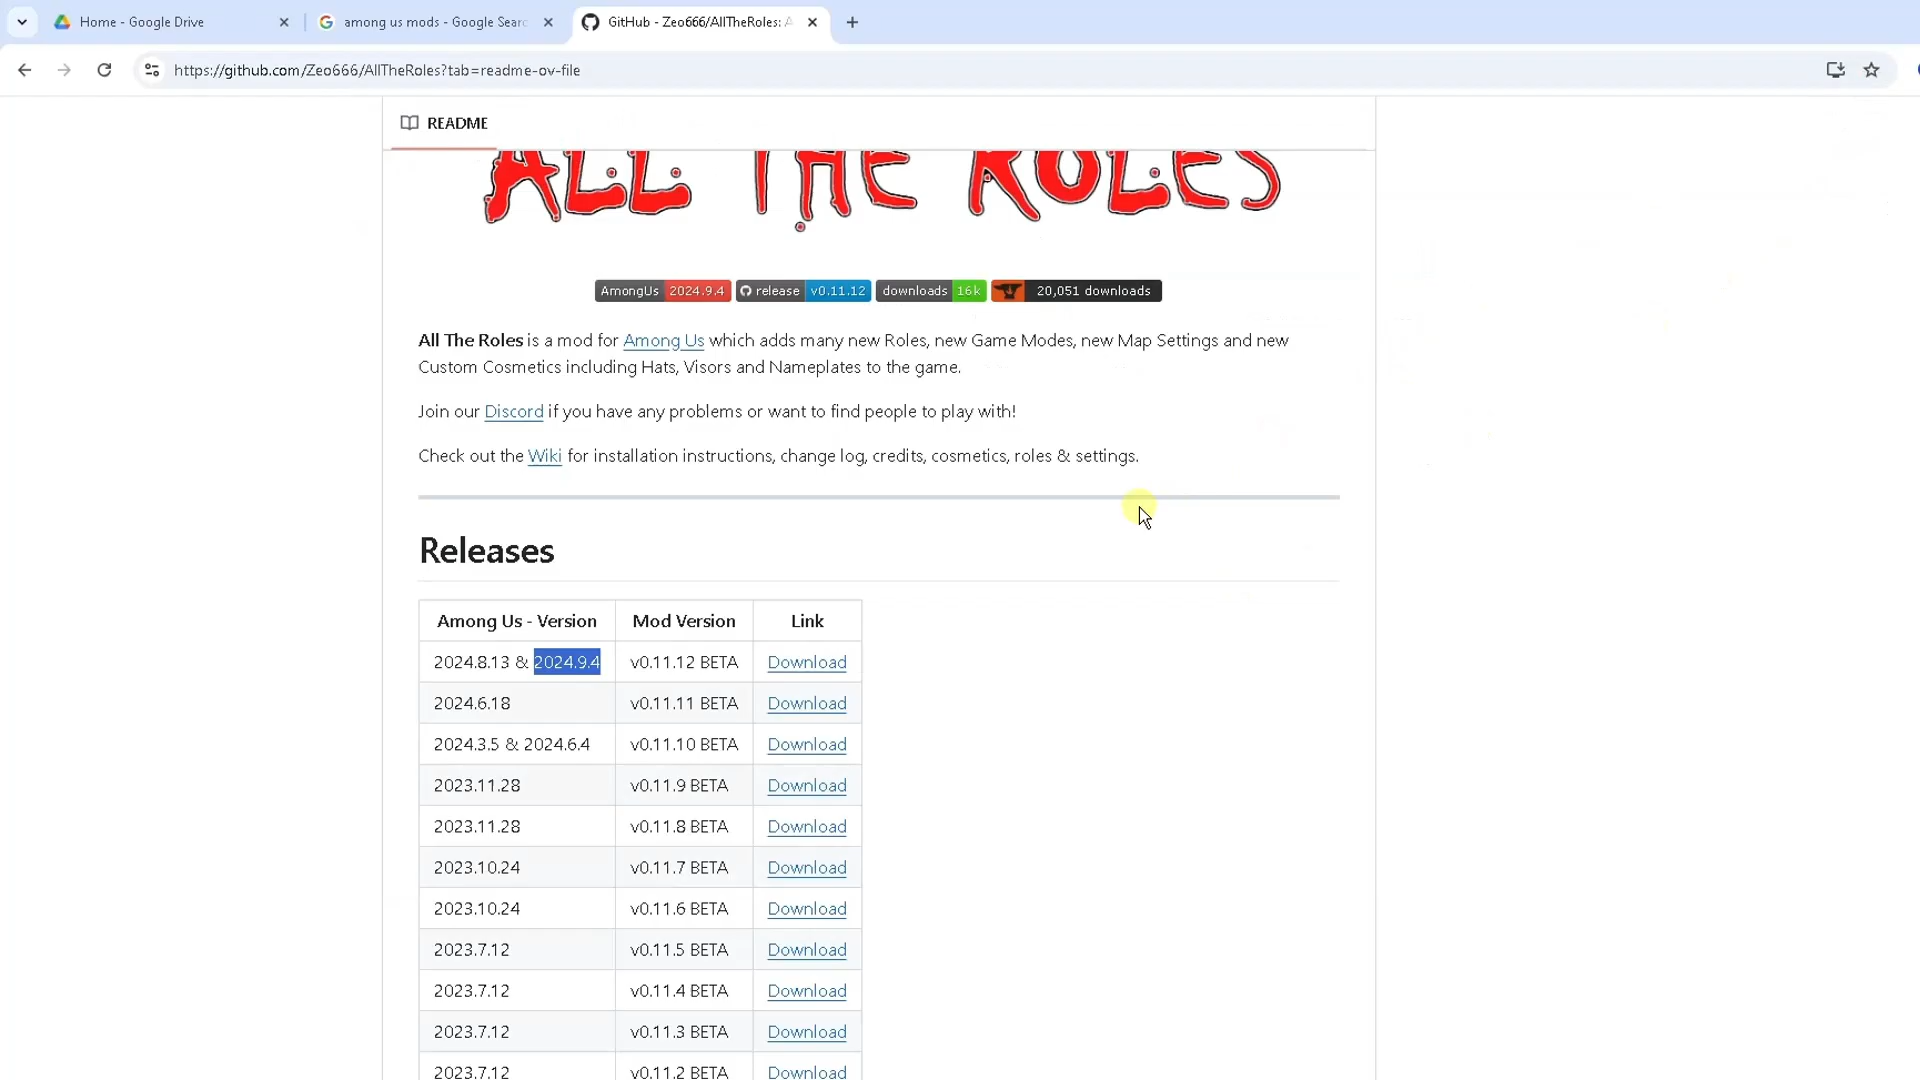 Home - Google Drive
among us mods - Google Searc
GitHub - Zeo666/AllTheRoles: A
https://github.com/Zeo666/AllTheRoles?tab=readme-ov-file
README
ALL THE ROLES
AmongUs 2024.9.4 release v0.11.12 downloads 16k 20,051 downloads
All The Roles is a mod for Among Us which adds many new Roles, new Game Modes, new Map Settings and new
Custom Cosmetics including Hats, Visors and Nameplates to the game.
Join our Discord if you have any problems or want to find people to play with!
Check out the Wiki for installation instructions, change log, credits, cosmetics, roles & settings.
Releases
Among Us - Version Mod Version Link
2024.8.13 & 2024.9.4 v0.11.12 BETA Download
2024.6.18 v0.11.11 BETA Download
2024.3.5 & 2024.6.4 v0.11.10 BETA Download
2023.11.28 v0.11.9 BETA Download
2023.11.28 v0.11.8 BETA Download
2023.10.24 v0.11.7 BETA Download
2023.10.24 v0.11.6 BETA Download
2023.7.12 v0.11.5 BETA Download
2023.7.12 v0.11.4 BETA Download
2023.7.12 v0.11.3 BETA Download
2023.7.12 v0.11.2 BETA Download